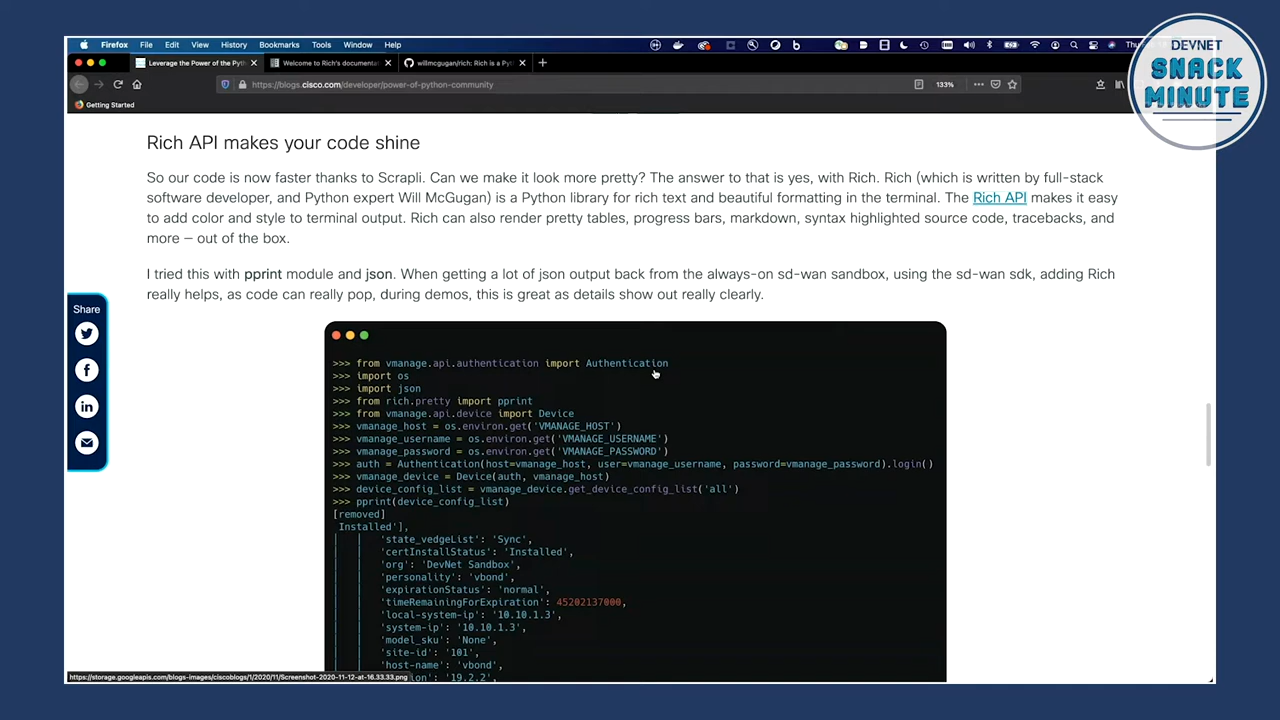 Firefox File Edit View History Bookmarks Tools Window Help
DEVNET
SNACK
MINUTE
Leverage the Power of the Pyth
Welcome to Rich's documentat
willmcgugan/rich: Rich is a Pyt
https://blogs.cisco.com/developer/power-of-python-community
133%
Getting Started
Rich API makes your code shine
So our code is now faster thanks to Scrapli. Can we make it look more pretty? The answer to that is yes, with Rich. Rich (which is written by full-stack
software developer, and Python expert Will McGugan) is a Python library for rich text and beautiful formatting in the terminal. The Rich API makes it easy
to add color and style to terminal output. Rich can also render pretty tables, progress bars, markdown, syntax highlighted source code, tracebacks, and
more – out of the box.
I tried this with pprint module and json. When getting a lot of json output back from the always-on sd-wan sandbox, using the sd-wan sdk, adding Rich
really helps, as code can really pop, during demos, this is great as details show out really clearly.
Share
>>> from vmanage.api.authentication import Authentication
>>> import os
>>> import json
>>> from rich.pretty import pprint
>>> from vmanage.api.device import Device
>>> vmanage_host = os.environ.get('VMANAGE_HOST')
>>> vmanage_username = os.environ.get('VMANAGE_USERNAME')
>>> vmanage_password = os.environ.get('VMANAGE_PASSWORD')
>>> auth = Authentication(host=vmanage_host, user=vmanage_username, password=vmanage_password).login()
>>> vmanage_device = Device(auth, vmanage_host)
>>> device_config_list = vmanage_device.get_device_config_list('all')
>>> pprint(device_config_list)
[removed]
Installed'],
'state_vedgeList': 'Sync',
'certInstallStatus': 'Installed',
'org': 'DevNet Sandbox',
'personality': 'vbond',
'expirationStatus': 'normal',
'timeRemainingForExpiration': 45202137000,
'local-system-ip': '10.10.1.3',
'system-ip': '10.10.1.3',
'model_sku': 'None',
'site-id': '101',
'host-name': 'vbond',
ion': '19.2.2',
https://storage.googleapis.com/blogs-images/ciscoblogs/1/2020/11/Screenshot-2020-11-12-at-16.33.33.png